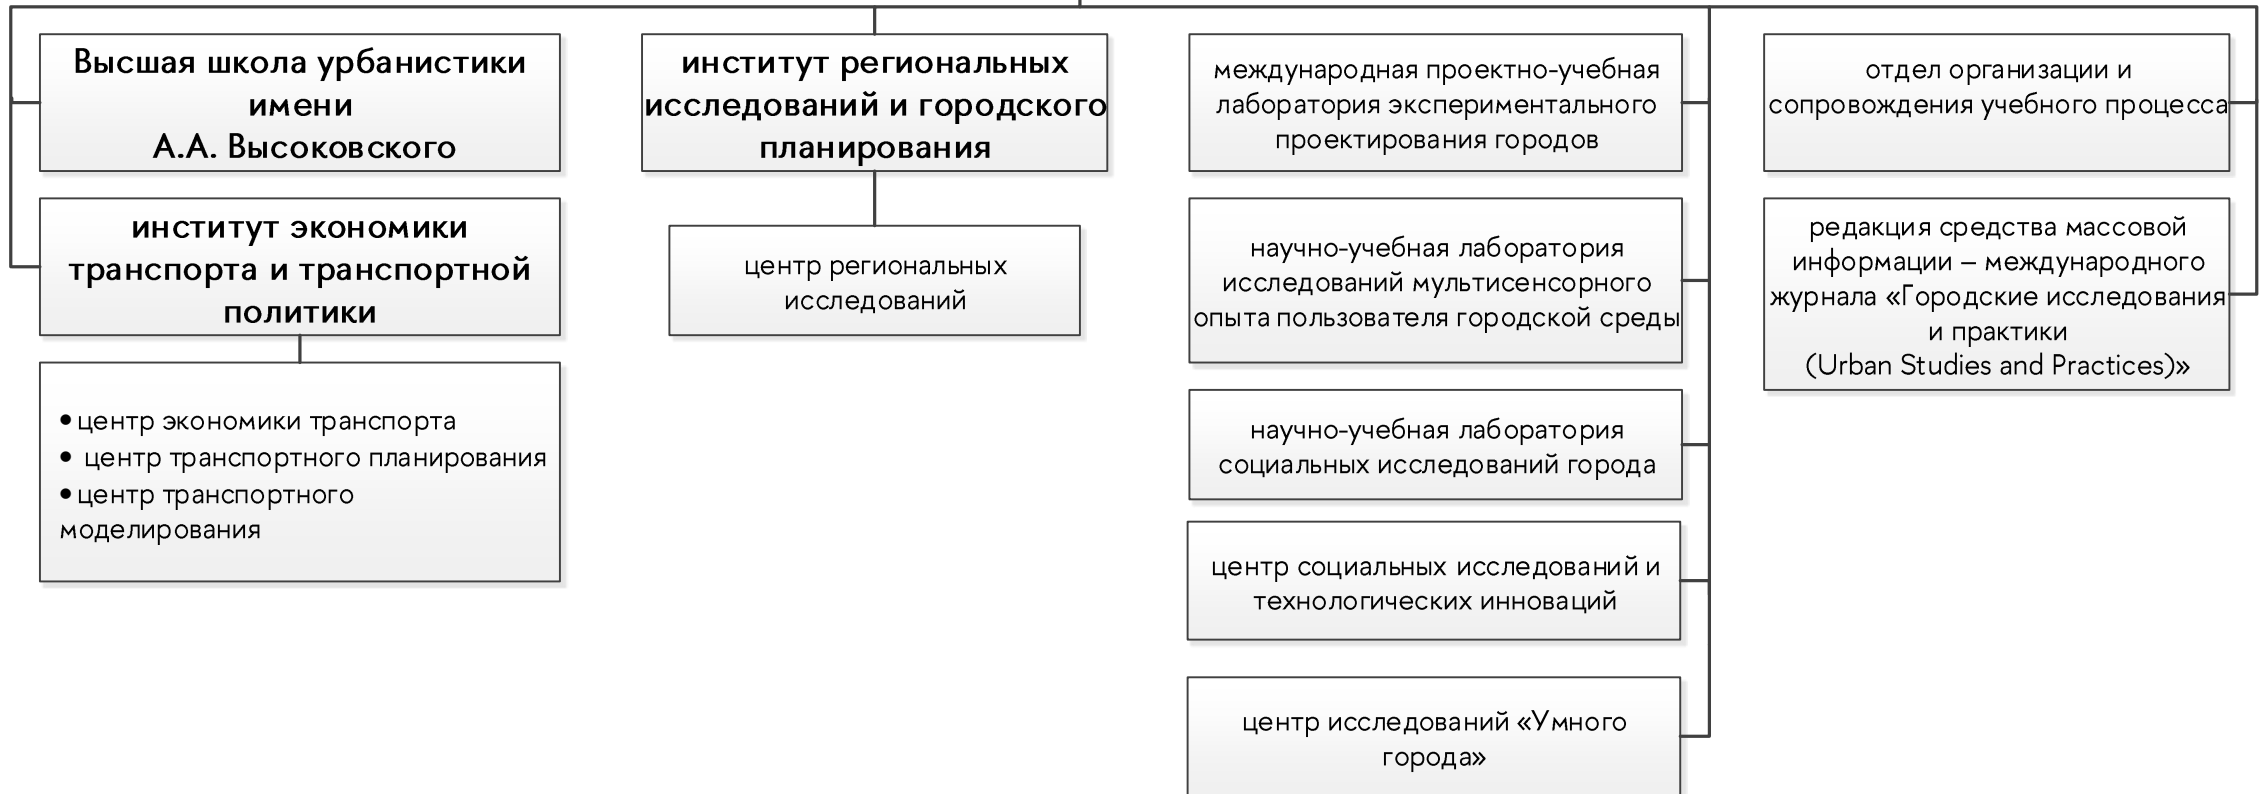 Высшая школа урбанистики
имени
А.А. Высоковского
институт экономики
транспорта и транспортной
политики
• центр экономики транспорта
• центр транспортного планирования
• центр транспортного
моделирования
институт региональных
исследований и городского
планирования
центр региональных
исследований
международная проектно-учебная
лаборатория экспериментального
проектирования городов
научно-учебная лаборатория
исследований мультисенсорного
опыта пользователя городской среды
научно-учебная лаборатория
социальных исследований города
центр социальных исследований и
технологических инноваций
центр исследований «Умного
города»
отдел организации и
сопровождения учебного процесса
редакция средства массовой
информации – международного
журнала «Городские исследования
и практики
(Urban Studies and Practices)»